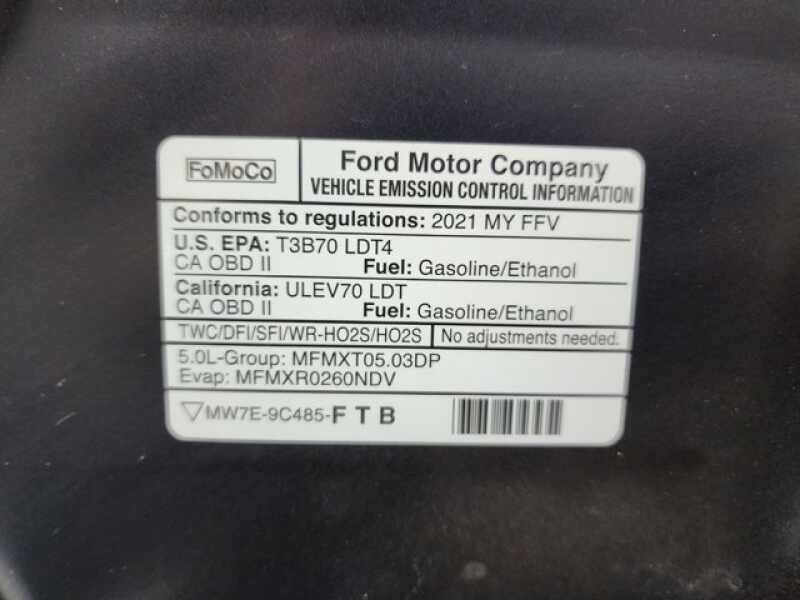 FoMoCo
Ford Motor Company
VEHICLE EMISSION CONTROL INFORMATION
Conforms to regulations: 2021 MY FFV
U.S. EPA: T3B70 LDT4
CA OBD II Fuel: Gasoline/Ethanol
California: ULEV70 LDT
CA OBD II Fuel: Gasoline/Ethanol
TWC/DFI/SFI/WR-HO2S/HO2S No adjustments needed.
5.0L-Group: MFMXT05.03DP
Evap: MFMXR0260NDV
MW7E-9C485-F T B